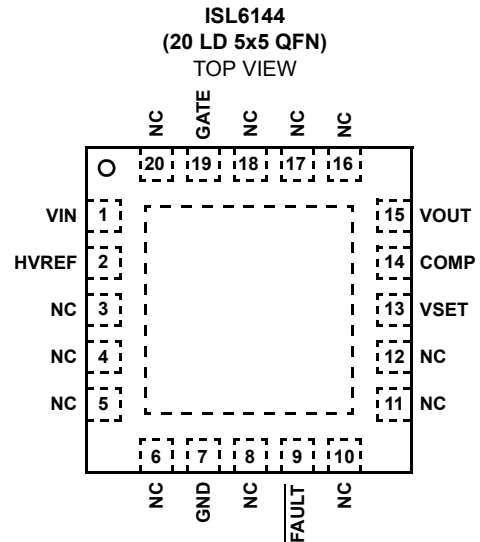 ISL6144
(20 LD 5x5 QFN)
TOP VIEW
NC GATE NC NC NC
20 19 18 17 16
VIN 1 15 VOUT
HVREF 2 14 COMP
NC 3 13 VSET
NC 4 12 NC
NC 5 11 NC
6 7 8 9 10
NC GND NC FAULT NC